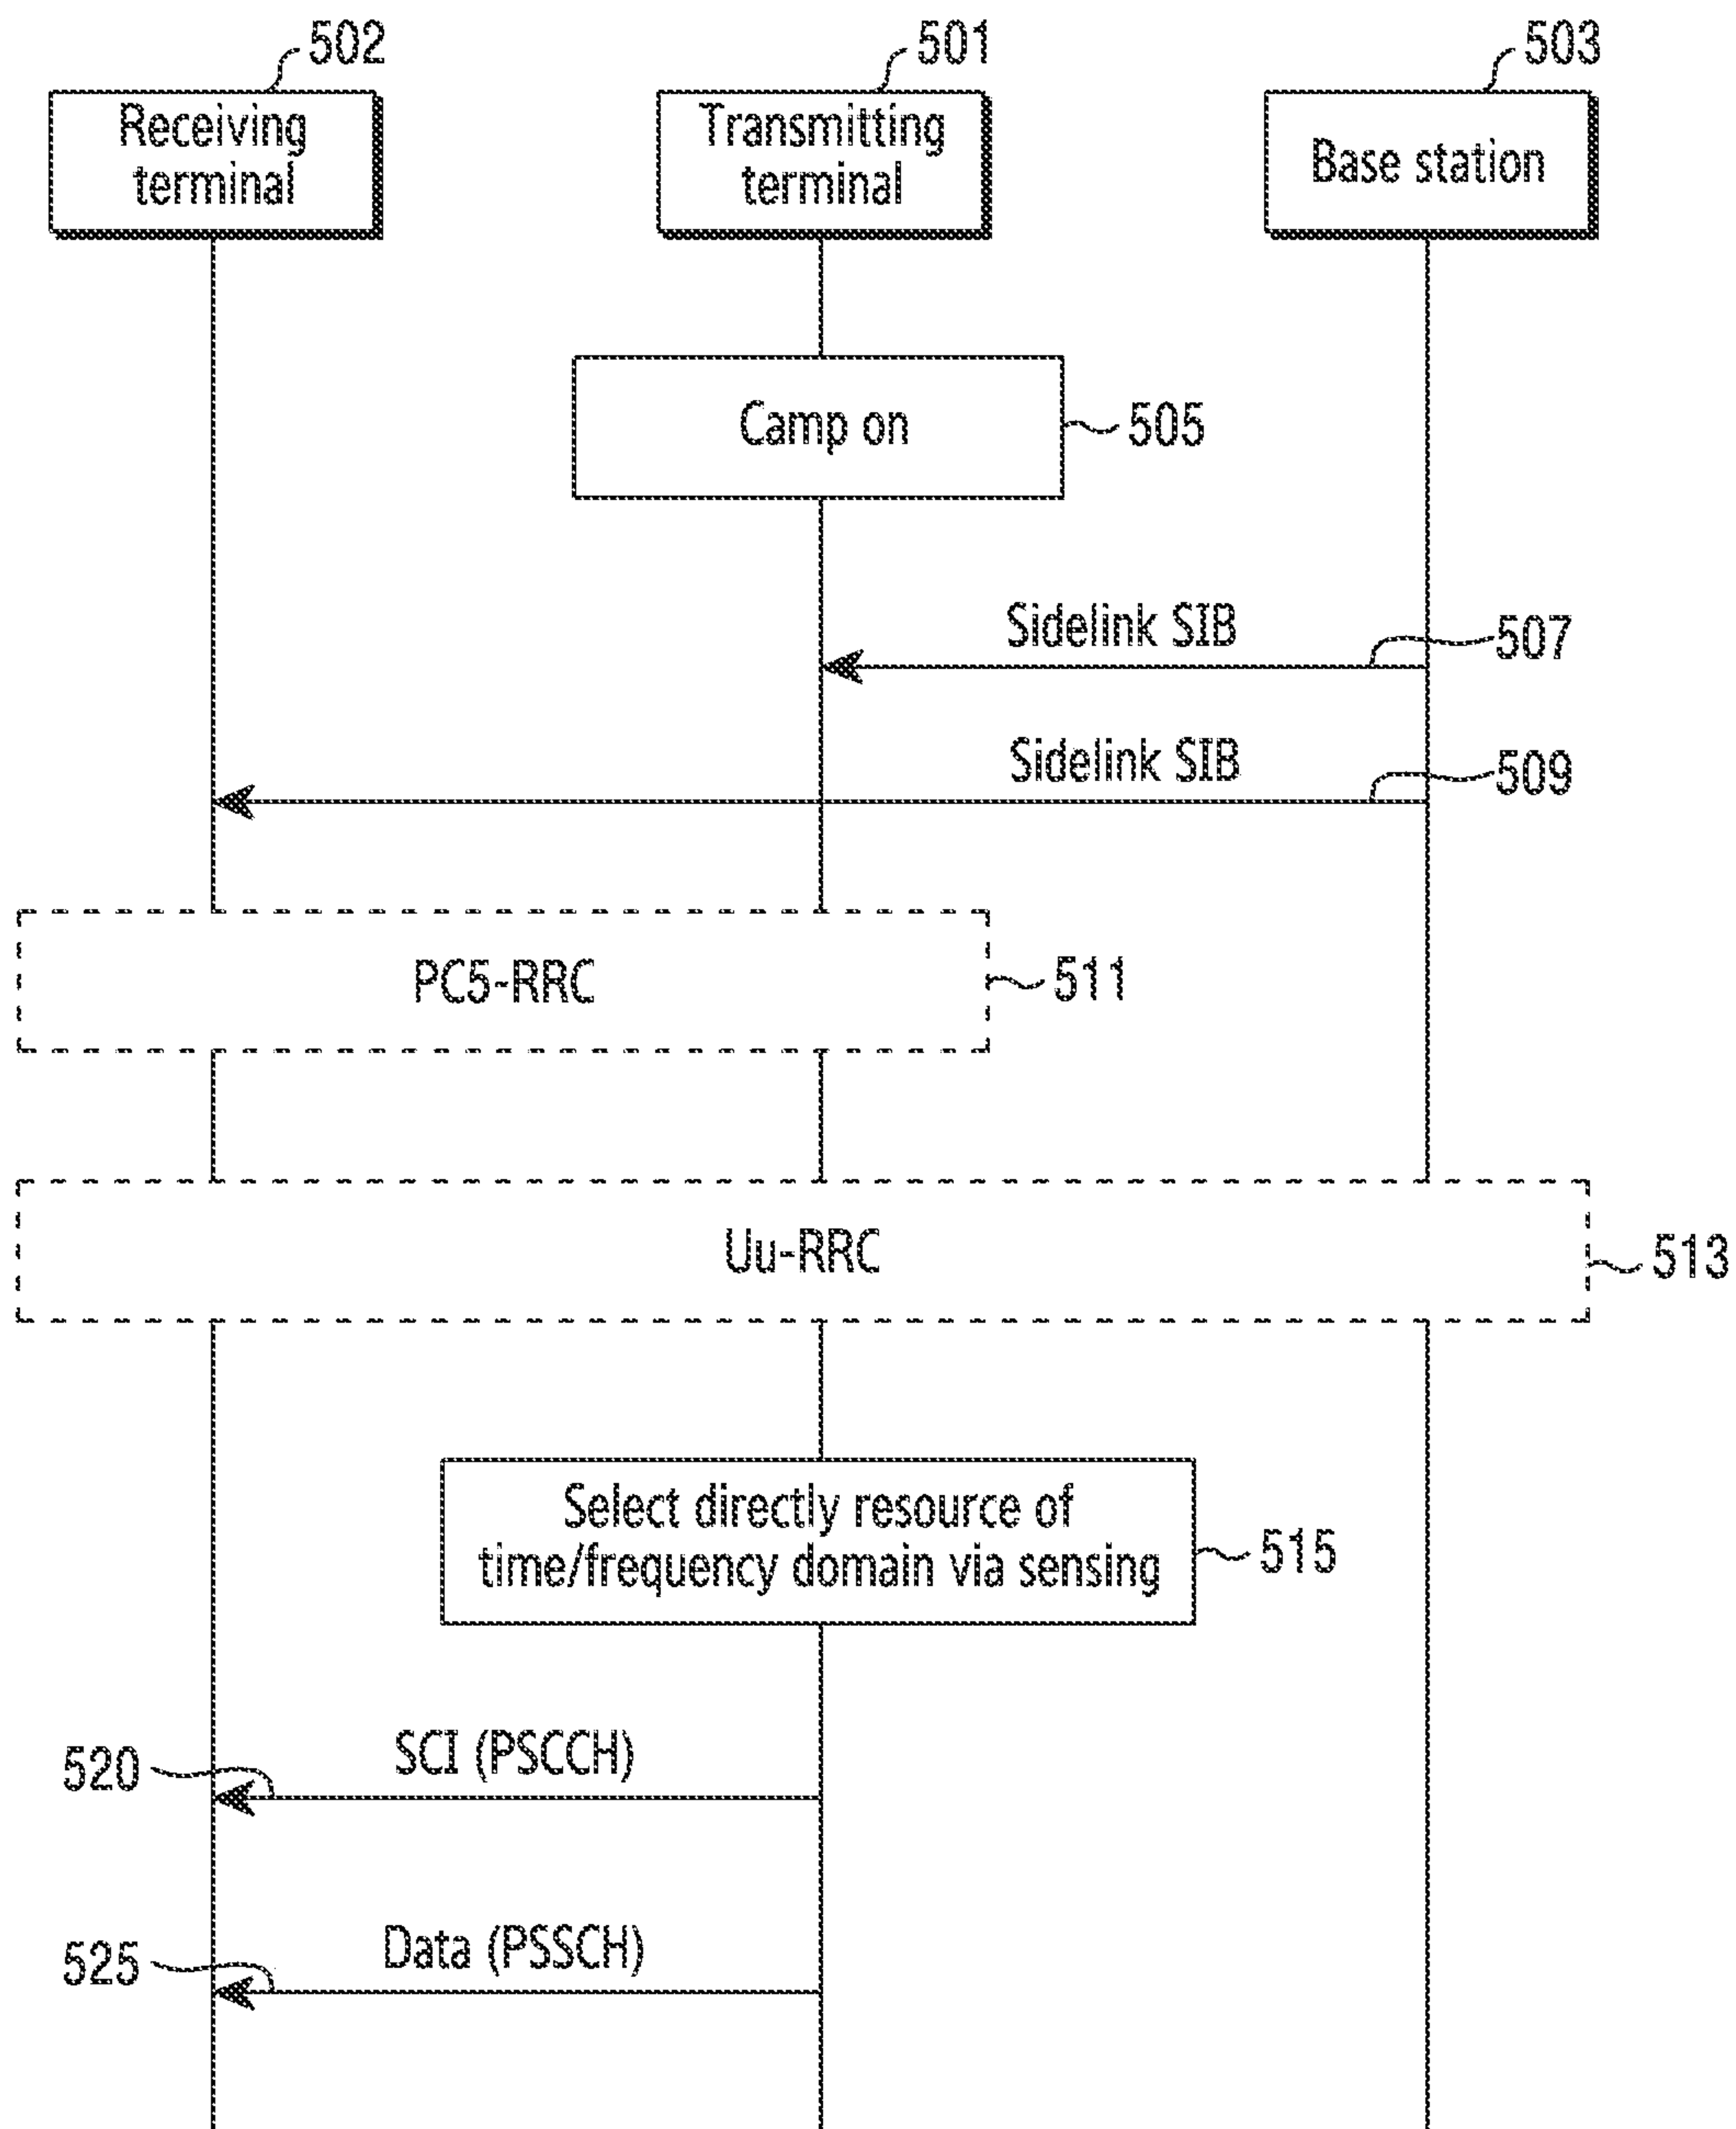 502
501
503
Receiving
terminal
Transmitting
terminal
Base station
Camp on
505
Sidelink SIB
507
Sidelink SIB
509
PC5-RRC
511
Uu-RRC
513
Select directly resource of
time/frequency domain via sensing
515
SCI (PSCCH)
520
Data (PSSCH)
525